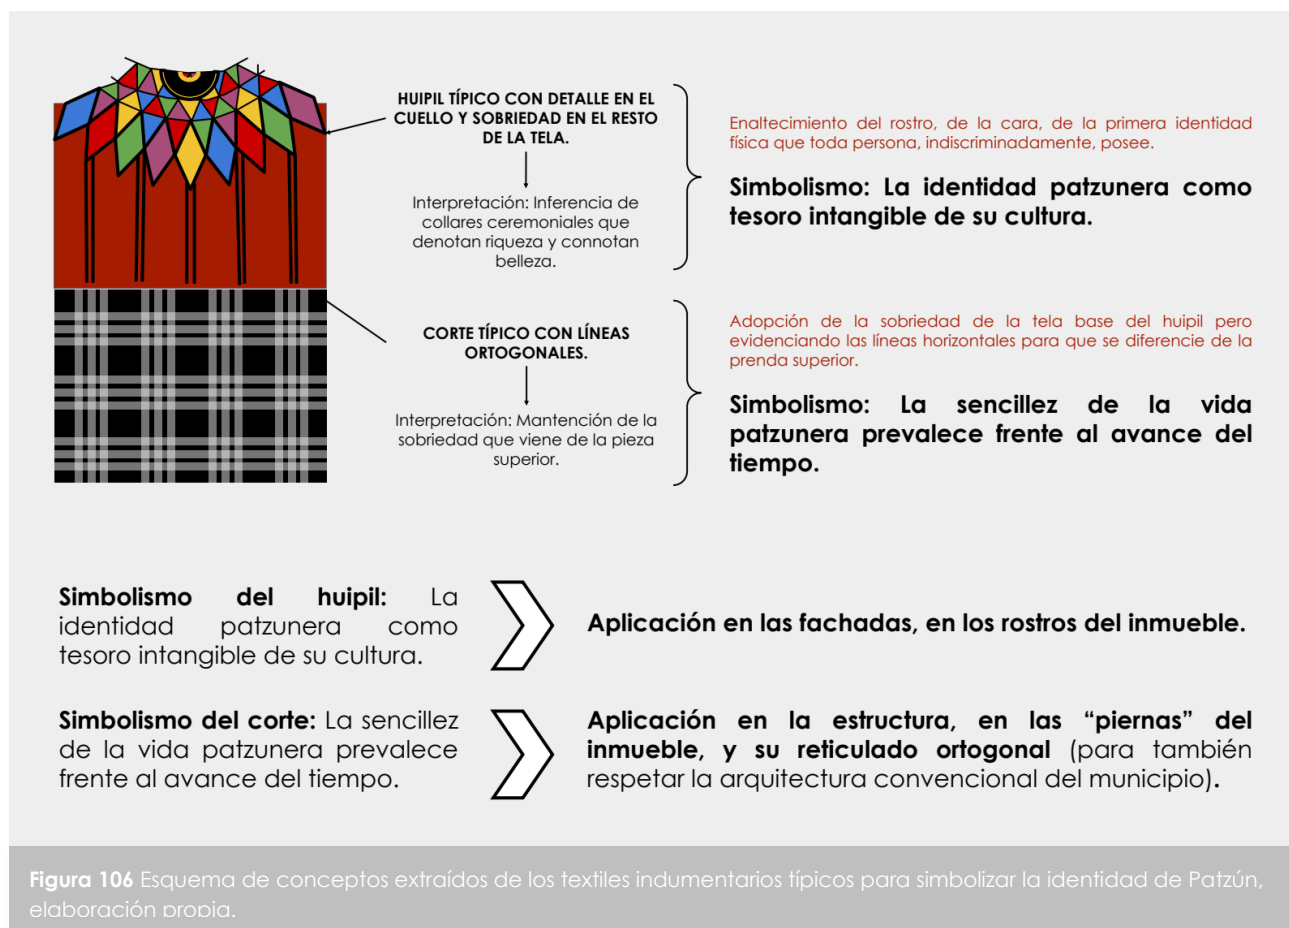 HUIPIL TÍPICO CON DETALLE EN EL
CUELLO Y SOBRIEDAD EN EL RESTO
DE LA TELA.
Interpretación: Inferencia de
collares ceremoniales que
denotan riqueza y connotan
belleza.
Enaltecimiento del rostro, de la cara, de la primera identidad
física que toda persona, indiscriminadamente, posee.
Simbolismo: La identidad patzunera como
tesoro intangible de su cultura.
CORTE TÍPICO CON LÍNEAS
ORTOGONALES.
Interpretación: Mantención de la
sobriedad que viene de la pieza
superior.
Adopción de la sobriedad de la tela base del huipil pero
evidenciando las líneas horizontales para que se diferencie de la
prenda superior.
Simbolismo: La sencillez de la vida
patzunera prevalece frente al avance del
tiempo.
Simbolismo del huipil: La
identidad patzunera como
tesoro intangible de su cultura.
Aplicación en las fachadas, en los rostros del inmueble.
Simbolismo del corte: La sencillez
de la vida patzunera prevalece
frente al avance del tiempo.
Aplicación en la estructura, en las “piernas” del
inmueble, y su reticulado ortogonal (para también
respetar la arquitectura convencional del municipio).
Figura 106 Esquema de conceptos extraídos de los textiles indumentarios típicos para simbolizar la identidad de Patzún,
elaboración propia.